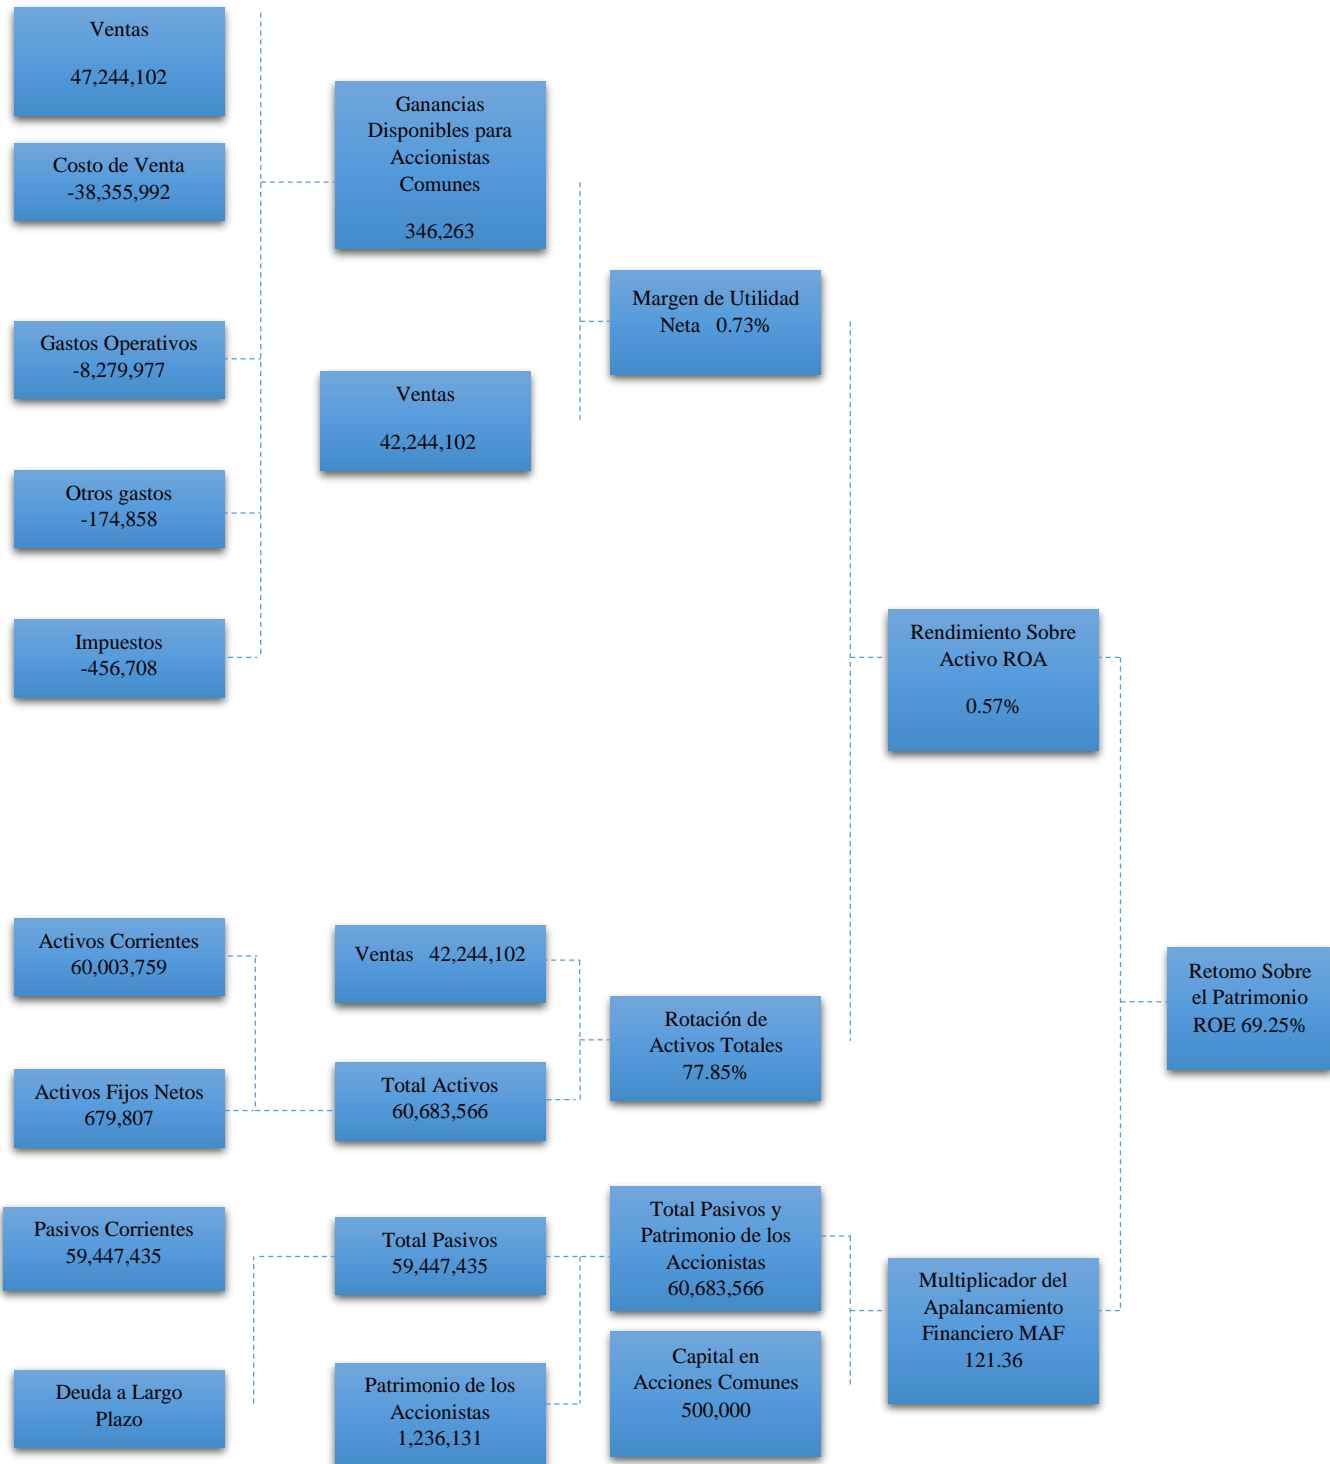 Ventas
47,244,102
Costo de Venta
-38,355,992
Gastos Operativos
-8,279,977
Otros gastos
-174,858
Impuestos
-456,708
Ganancias
Disponibles para
Accionistas
Comunes
346,263
Ventas
42,244,102
Margen de Utilidad
Neta 0.73%
Rendimiento Sobre
Activo ROA
0.57%
Activos Corrientes
60,003,759
Activos Fijos Netos
679,807
Ventas 42,244,102
Total Activos
60,683,566
Rotación de
Activos Totales
77.85%
Retomo Sobre
el Patrimonio
ROE 69.25%
Pasivos Corrientes
59,447,435
Deuda a Largo
Plazo
Total Pasivos
59,447,435
Patrimonio de los
Accionistas
1,236,131
Total Pasivos y
Patrimonio de los
Accionistas
60,683,566
Capital en
Acciones Comunes
500,000
Multiplicador del
Apalancamiento
Financiero MAF
121.36